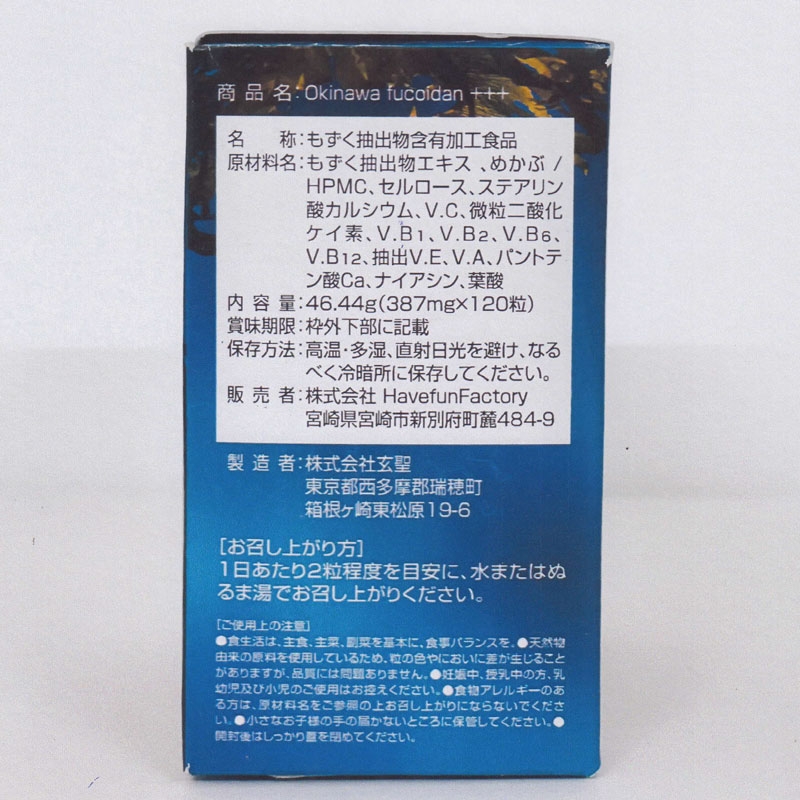 商品名:Okinawa fucoidan +++
名 称:もずく抽出物含有加工食品
原材料名:もずく抽出物エキス、めかぶ/
HPMC、セルロース、ステアリン
酸カルシウム、V.C、微粒二酸化
ケイ素、V.B1、V.B2、V.B6、
V.B12、抽出V.E、V.A、パントテ
ン酸Ca、ナイアシン、葉酸
内容量:46.44g(387mg×120粒)
賞味期限:枠外下部に記載
保存方法:高温・多湿、直射日光を避け、なる
べく冷暗所に保存してください。
販売者:株式会社 HavefunFactory
宮崎県宮崎市新別府町麓484-9
製造者:株式会社玄聖
東京都西多摩郡瑞穂町
箱根ヶ崎東松原19-6
[お召し上がり方]
1日あたり2粒程度を目安に、水またはぬ
るま湯でお召し上がりください。
[ご使用上の注意]
●食生活は、主食、主菜、副菜を基本に、食事バランスを。●天然物
由来の原料を使用しているため、粒の色やにおいに差が生じること
がありますが、品質には問題ありません。●妊娠中、授乳中の方、乳
幼児及び小児のご使用はお控えください。●食物アレルギーのあ
る方は、原材料名をご参照の上お召し上がりにならないでくださ
い。●小さなお子様の手の届かないところに保管してください。●
開封後はしっかり蓋を閉めてください。